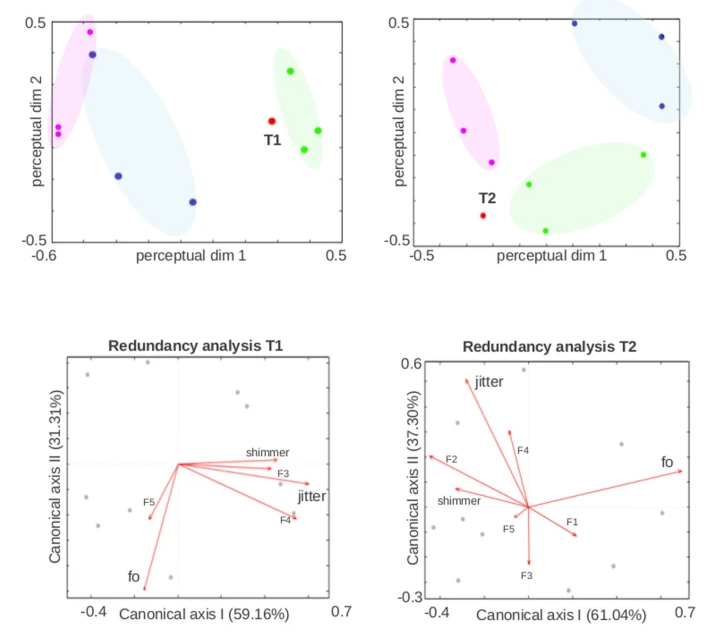 0.5
perceptual dim 2
T1
-0.5
-0.6
perceptual dim 1
0.5
0.5
perceptual dim 2
T2
-0.5
-0.5
perceptual dim 1
0.5
Redundancy analysis T1
Canonical axis II (31.31%)
shimmer
F3
jitter
F4
F5
fo
-0.4
Canonical axis I (59.16%)
0.7
Redundancy analysis T2
0.6
Canonical axis II (37.30%)
jitter
F4
F2
fo
shimmer
F5
F1
F3
-0.3
-0.4
Canonical axis I (61.04%)
0.7